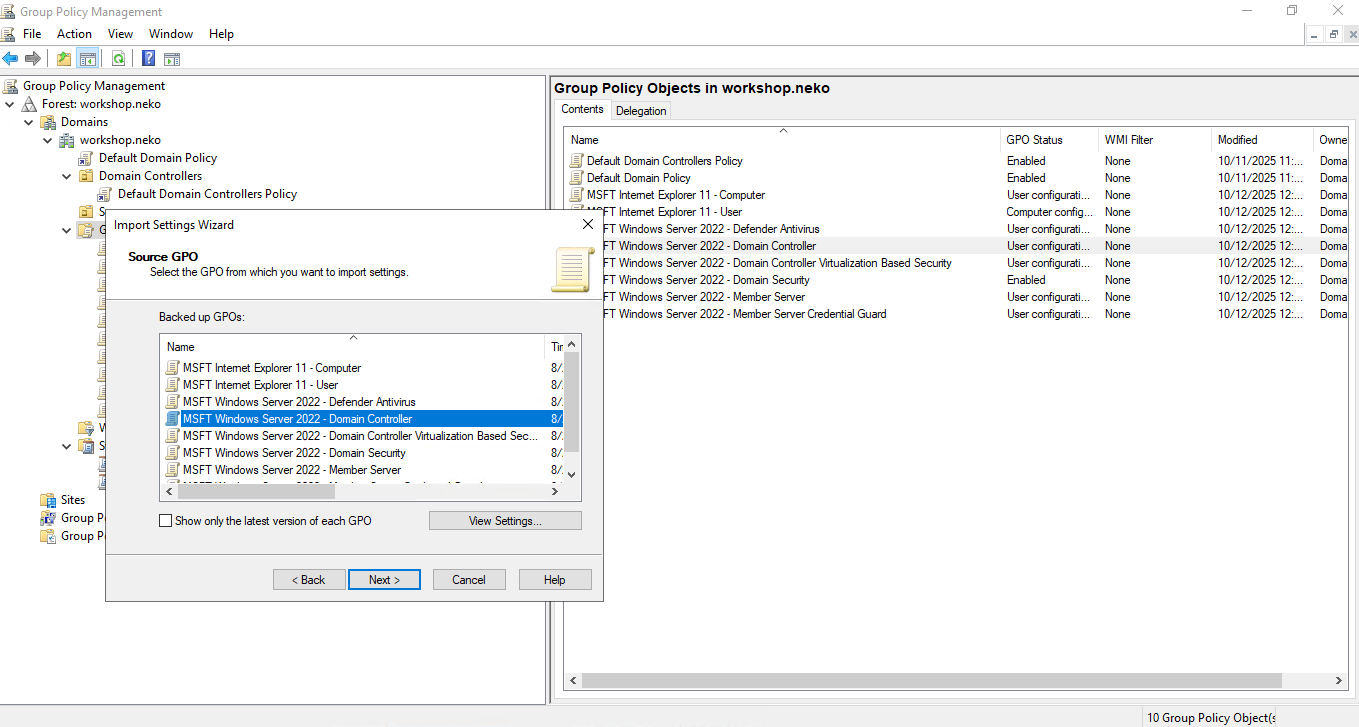 Group Policy Management
File Action View Window Help
Group Policy Management
Forest: workshop.neko
Domains
workshop.neko
Default Domain Policy
Domain Controllers
Default Domain Controllers Policy
S
G
W
S
Sites
Group P
Group P
Import Settings Wizard
Source GPO
Select the GPO from which you want to import settings.
Backed up GPOs:
Name Tir
MSFT Internet Explorer 11 - Computer 8/
MSFT Internet Explorer 11 - User 8/
MSFT Windows Server 2022 - Defender Antivirus 8/
MSFT Windows Server 2022 - Domain Controller 8/
MSFT Windows Server 2022 - Domain Controller Virtualization Based Sec... 8/
MSFT Windows Server 2022 - Domain Security 8/
MSFT Windows Server 2022 - Member Server 8/
Show only the latest version of each GPO View Settings...
< Back Next > Cancel Help
Group Policy Objects in workshop.neko
Contents Delegation
Name GPO Status WMI Filter Modified Owne
Default Domain Controllers Policy Enabled None 10/11/2025 11:... Doma
Default Domain Policy Enabled None 10/11/2025 11:... Doma
MSFT Internet Explorer 11 - Computer User configurati... None 10/12/2025 12:... Doma
MSFT Internet Explorer 11 - User Computer config... None 10/12/2025 12:... Doma
FT Windows Server 2022 - Defender Antivirus User configurati... None 10/12/2025 12:... Doma
FT Windows Server 2022 - Domain Controller User configurati... None 10/12/2025 12:... Doma
FT Windows Server 2022 - Domain Controller Virtualization Based Security User configurati... None 10/12/2025 12:... Doma
FT Windows Server 2022 - Domain Security Enabled None 10/12/2025 12:... Doma
FT Windows Server 2022 - Member Server User configurati... None 10/12/2025 12:... Doma
FT Windows Server 2022 - Member Server Credential Guard User configurati... None 10/12/2025 12:... Doma
10 Group Policy Object(s